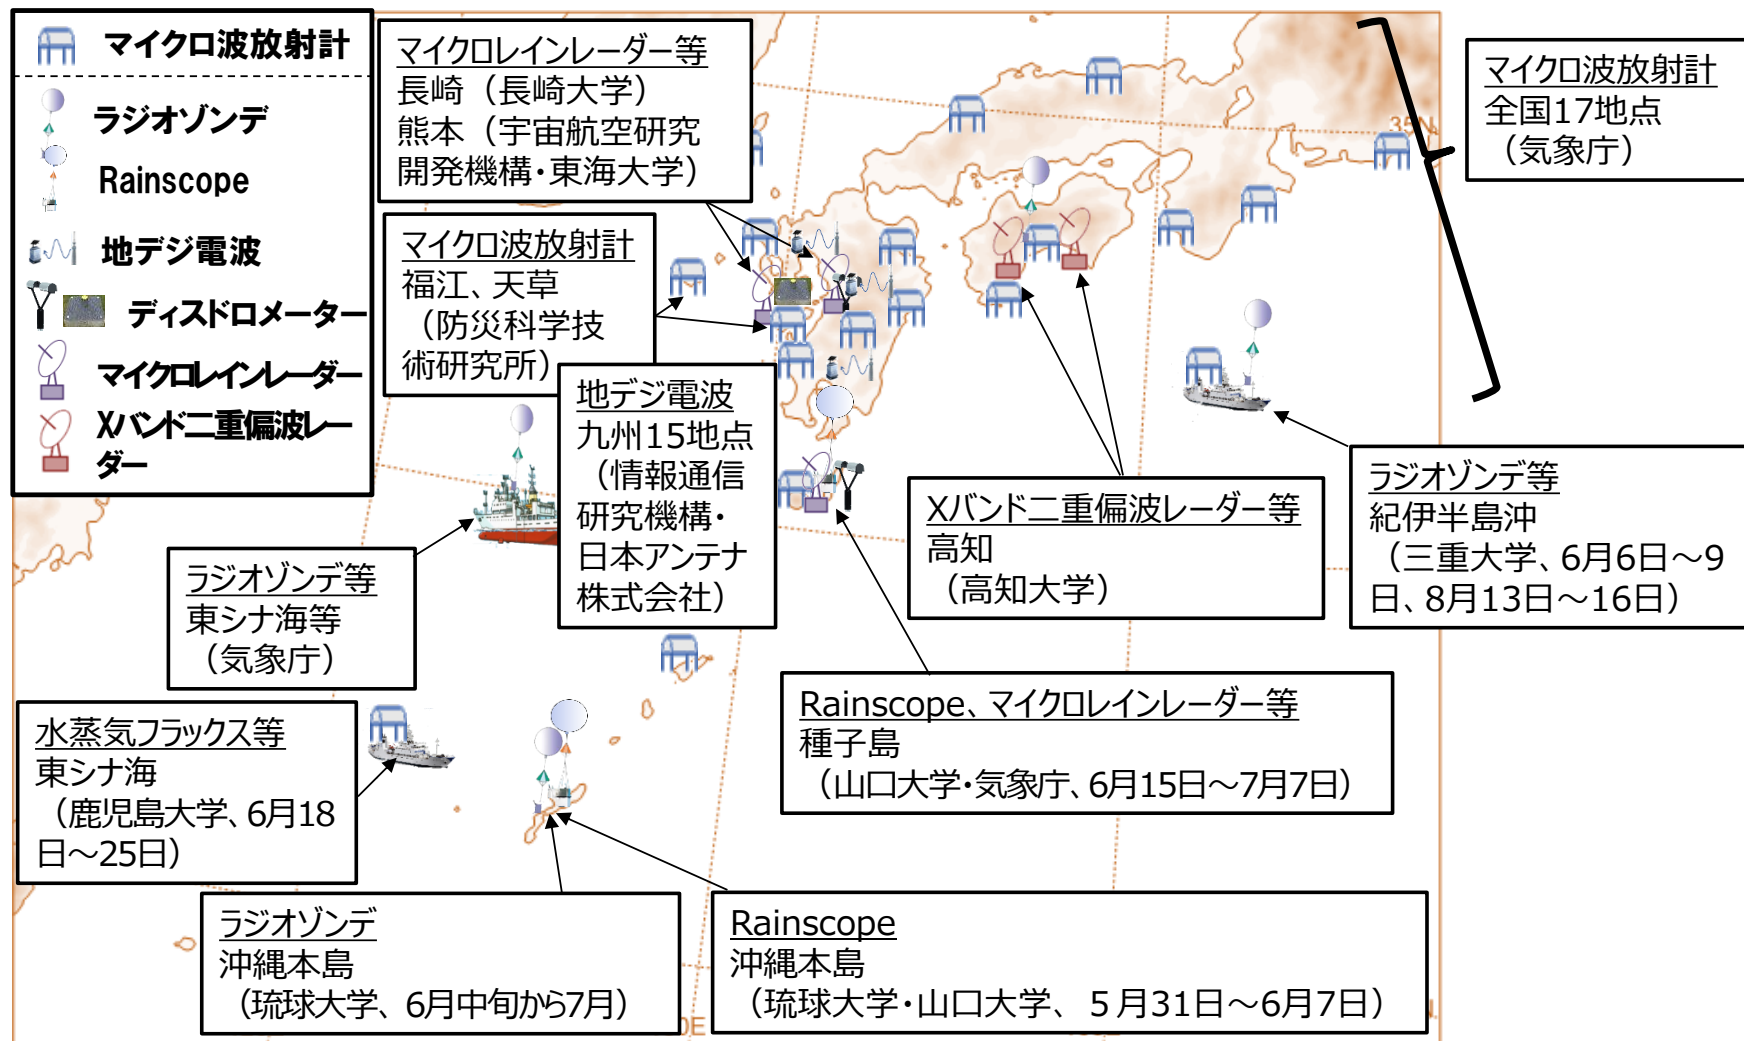 マイクロ波放射計
ラジオゾンデ
Rainscope
地デジ電波
ディスドロメーター
マイクロレインレーダー
Xバンド二重偏波レー
ダー
マイクロレインレーダー等
長崎（長崎大学）
熊本（宇宙航空研究
開発機構・東海大学）
マイクロ波放射計
全国17地点
（気象庁）
35N
マイクロ波放射計
福江、天草
（防災科学技
術研究所）
地デジ電波
九州15地点
（情報通信
研究機構・
日本アンテナ
株式会社）
Xバンド二重偏波レーダー等
高知
（高知大学）
ラジオゾンデ等
紀伊半島沖
（三重大学、6月6日～9
日、8月13日～16日）
ラジオゾンデ等
東シナ海等
（気象庁）
Rainscope、マイクロレインレーダー等
種子島
（山口大学・気象庁、6月15日～7月7日）
水蒸気フラックス等
東シナ海
（鹿児島大学、6月18
日～25日）
ラジオゾンデ
沖縄本島
（琉球大学、6月中旬から7月）
Rainscope
沖縄本島
（琉球大学・山口大学、５月31日～6月7日）